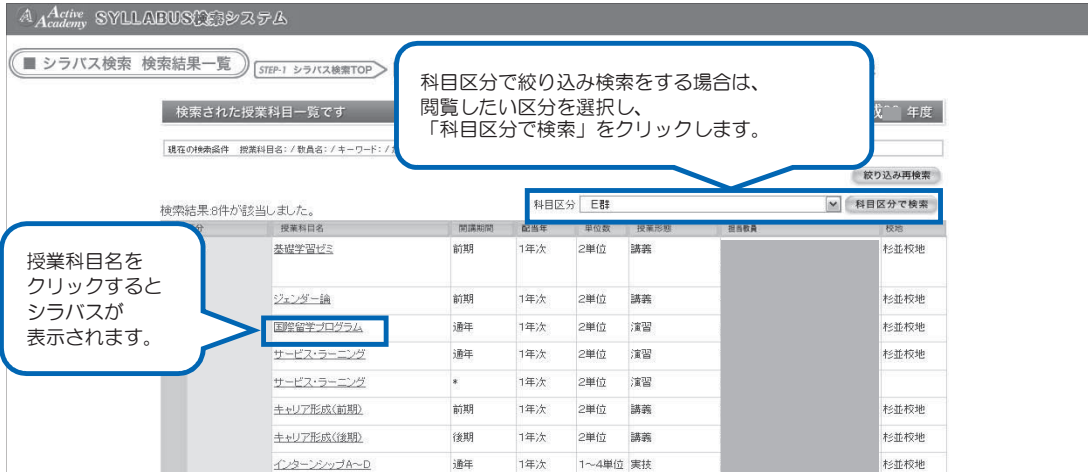 Active Academy SYLLABUS検索システム
■ シラバス検索 検索結果一覧
STEP-1 シラバス検索TOP
科目区分で絞り込み検索をする場合は、
閲覧したい区分を選択し、
「科目区分で検索」をクリックします。
検索された授業科目一覧です
年度
現在の検索条件 授業科目名: / 教員名: / キーワード: /
絞り込み再検索
検索結果:8件が該当しました。
科目区分 E群 科目区分で検索
分 授業科目名 開講期間 配当年 単位数 授業形態 担当教員 校地
授業科目名を
クリックすると
シラバスが
表示されます。
基礎学習ゼミ 前期 1年次 2単位 講義 杉並校地
ジェンダー論 前期 1年次 2単位 講義 杉並校地
国際留学プログラム 通年 1年次 2単位 演習 杉並校地
サービス・ラーニング 通年 1年次 2単位 演習 杉並校地
サービス・ラーニング * 1年次 2単位 演習
キャリア形成(前期) 前期 1年次 2単位 講義 杉並校地
キャリア形成(後期) 後期 1年次 2単位 講義 杉並校地
インターンシップA~D 通年 1年次 1~4単位 実技 杉並校地